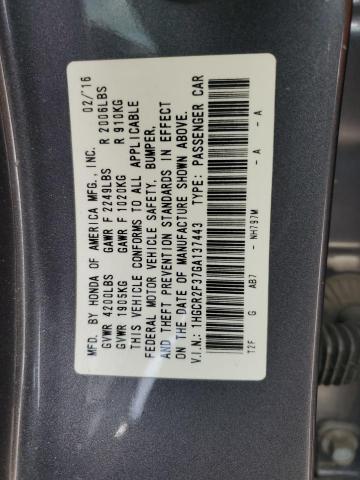 MFD. BY HONDA OF AMERICA MFG., INC. 02/'16
GVWR 4200LBS GAWR F 2249LBS R 2006LBS
GVWR 1905KG GAWR F 1020KG R 910KG
THIS VEHICLE CONFORMS TO ALL APPLICABLE
FEDERAL MOTOR VEHICLE SAFETY, BUMPER,
AND THEFT PREVENTION STANDARDS IN EFFECT
ON THE DATE OF MANUFACTURE SHOWN ABOVE.
V.I.N.: 1HGCR2F37GA137443 TYPE: PASSENGER CAR
T2F G AB7 - NH797M - A - A